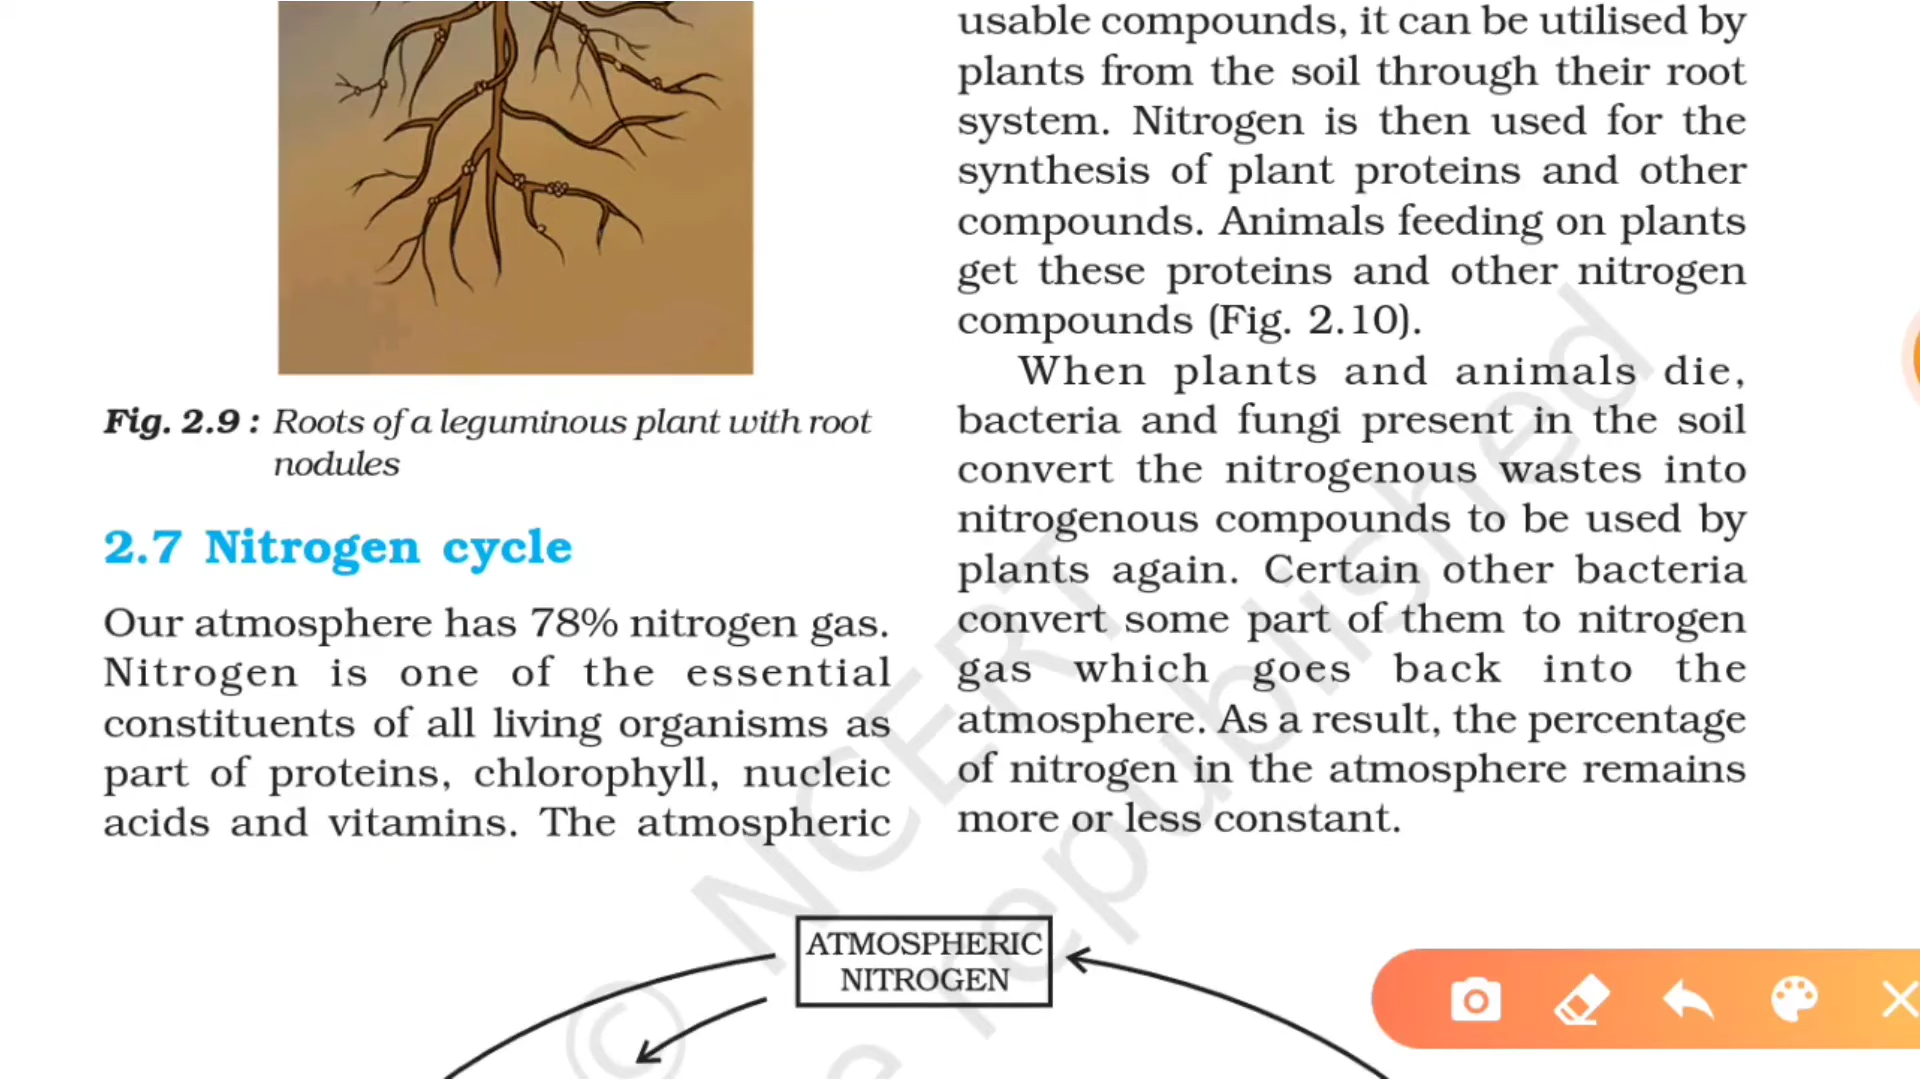 Fig. 2.9 : Roots of a leguminous plant with root
nodules
2.7 Nitrogen cycle
Our atmosphere has 78% nitrogen gas.
Nitrogen is one of the essential
constituents of all living organisms as
part of proteins, chlorophyll, nucleic
acids and vitamins. The atmospheric
usable compounds, it can be utilised by
plants from the soil through their root
system. Nitrogen is then used for the
synthesis of plant proteins and other
compounds. Animals feeding on plants
get these proteins and other nitrogen
compounds (Fig. 2.10).
When plants and animals die,
bacteria and fungi present in the soil
convert the nitrogenous wastes into
nitrogenous compounds to be used by
plants again. Certain other bacteria
convert some part of them to nitrogen
gas which goes back into the
atmosphere. As a result, the percentage
of nitrogen in the atmosphere remains
more or less constant.
ATMOSPHERIC
NITROGEN
© NCERT
e republished